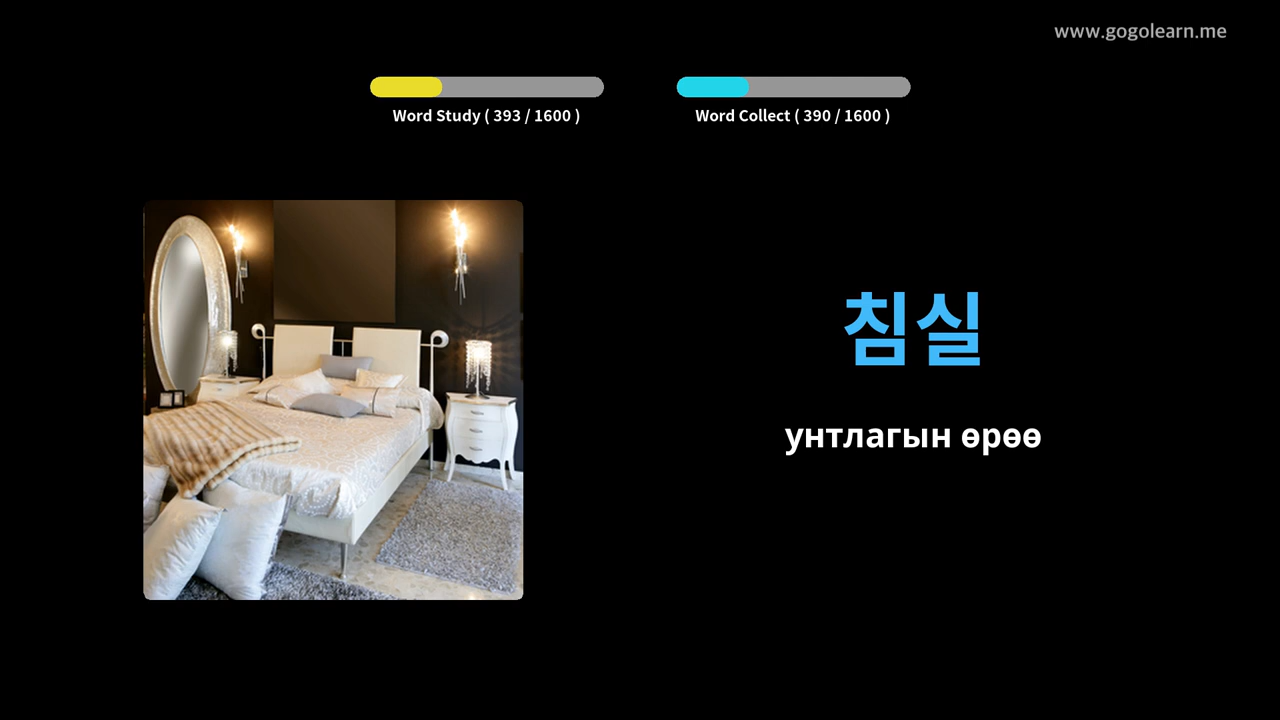 www.gogolearn.me
Word Study ( 393 / 1600 )
Word Collect ( 390 / 1600 )
침실
унтлагын өрөө